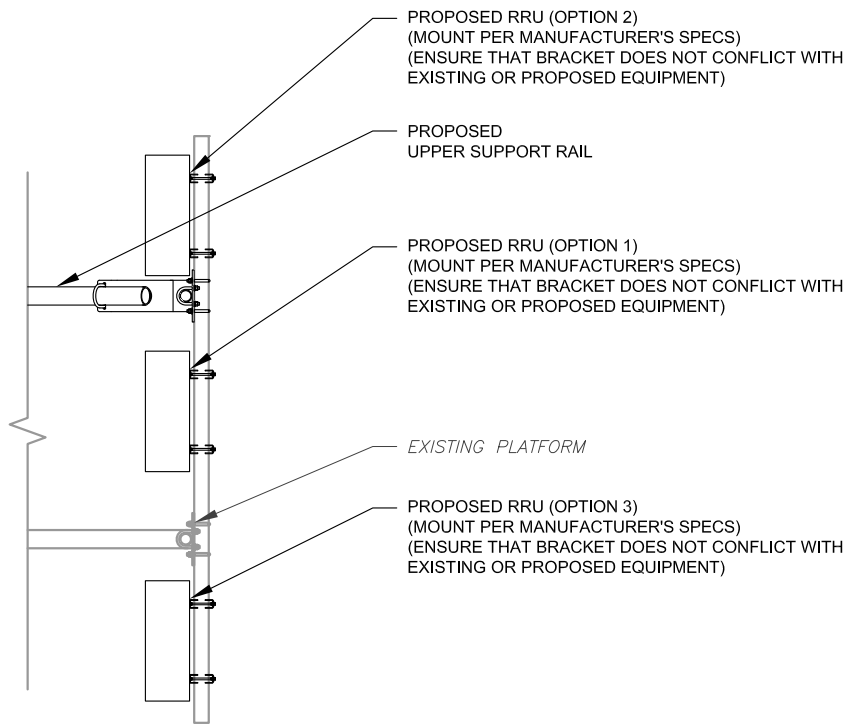 PROPOSED RRU (OPTION 2)
(MOUNT PER MANUFACTURER'S SPECS)
(ENSURE THAT BRACKET DOES NOT CONFLICT WITH
EXISTING OR PROPOSED EQUIPMENT)
PROPOSED
UPPER SUPPORT RAIL
PROPOSED RRU (OPTION 1)
(MOUNT PER MANUFACTURER'S SPECS)
(ENSURE THAT BRACKET DOES NOT CONFLICT WITH
EXISTING OR PROPOSED EQUIPMENT)
EXISTING PLATFORM
PROPOSED RRU (OPTION 3)
(MOUNT PER MANUFACTURER'S SPECS)
(ENSURE THAT BRACKET DOES NOT CONFLICT WITH
EXISTING OR PROPOSED EQUIPMENT)